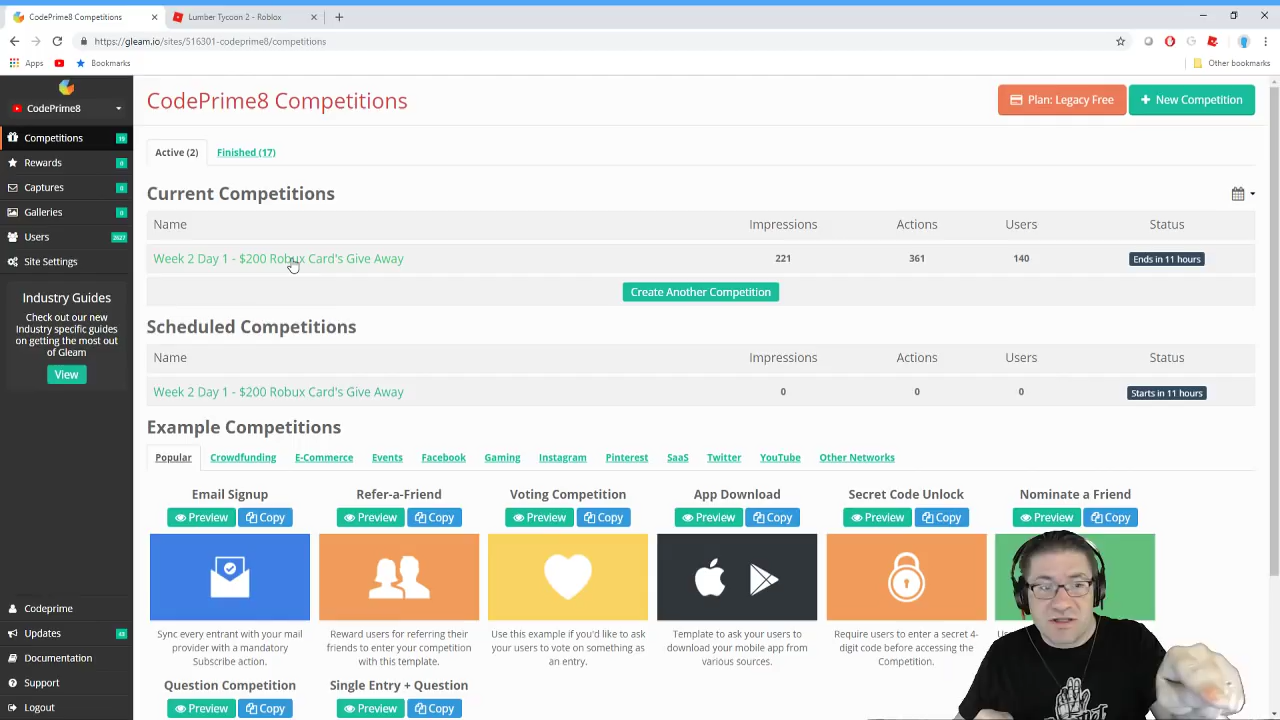 CodePrime8 Competitions
Lumber Tycoon 2 - Roblox
https://gleam.io/sites/516301-codeprime8/competitions
Apps
Bookmarks
Other bookmarks
CodePrime8
Competitions 19
Rewards 0
Captures 0
Galleries 0
Users 2627
Site Settings
Industry Guides
Check out our new
Industry specific guides
on getting the most out
of Gleam
View
Codeprime
Updates 43
Documentation
Support
Logout
CodePrime8 Competitions
Plan: Legacy Free
New Competition
Active (2) Finished (17)
Current Competitions
Name Impressions Actions Users Status
Week 2 Day 1 - $200 Robux Card's Give Away 221 361 140 Ends in 11 hours
Create Another Competition
Scheduled Competitions
Name Impressions Actions Users Status
Week 2 Day 1 - $200 Robux Card's Give Away 0 0 0 Starts in 11 hours
Example Competitions
Popular Crowdfunding E-Commerce Events Facebook Gaming Instagram Pinterest SaaS Twitter YouTube Other Networks
Email Signup Refer-a-Friend Voting Competition App Download Secret Code Unlock Nominate a Friend
Preview Copy Preview Copy Preview Copy Preview Copy Preview Copy Preview Copy
Sync every entrant with your mail
provider with a mandatory
Subscribe action.
Reward users for referring their
friends to enter your competition
with this template.
Use this example if you'd like to ask
your users to vote on something as
an entry.
Template to ask your users to
download your mobile app from
various sources.
Require users to enter a secret 4-
digit code before accessing the
Competition.
Question Competition Single Entry + Question
Preview Copy Preview Copy